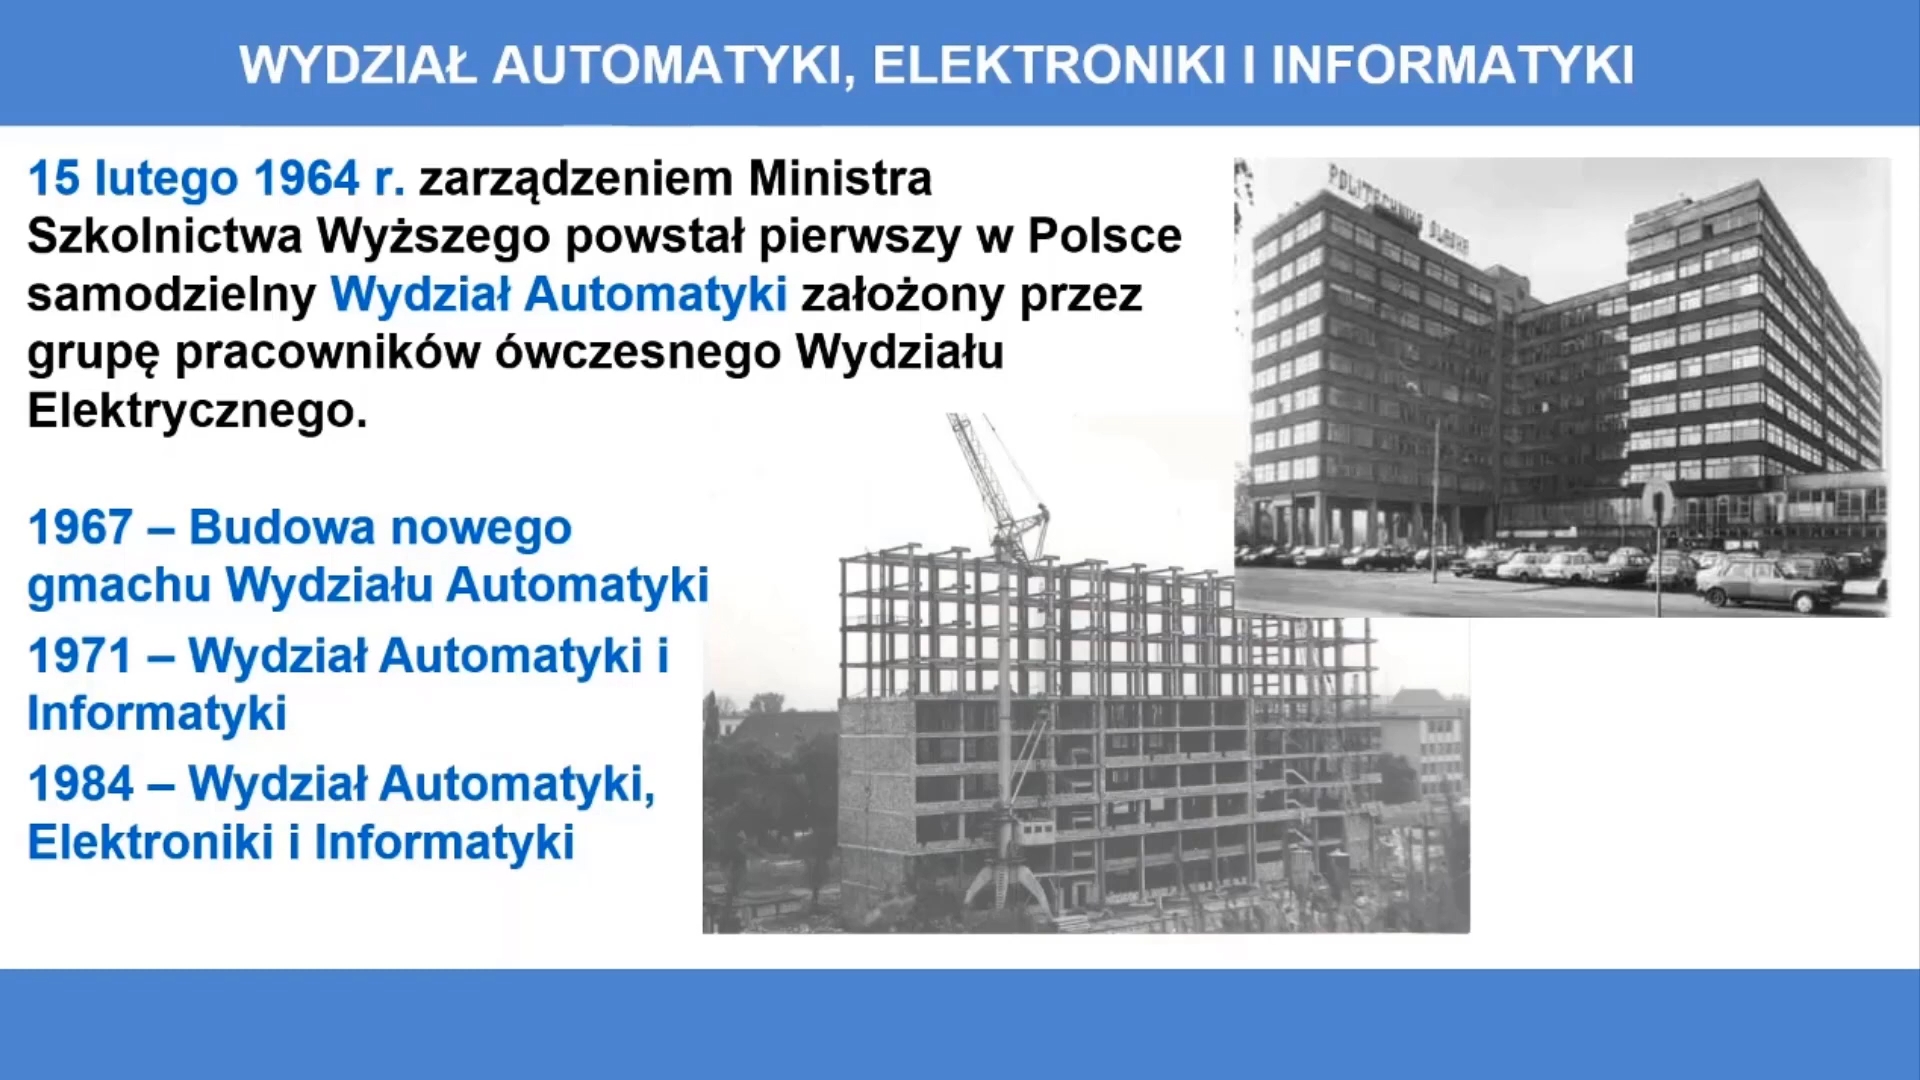 WYDZIAŁ AUTOMATYKI, ELEKTRONIKI I INFORMATYKI
15 lutego 1964 r. zarządzeniem Ministra
Szkolnictwa Wyższego powstał pierwszy w Polsce
samodzielny Wydział Automatyki założony przez
grupę pracowników ówczesnego Wydziału
Elektrycznego.
POLITECHNIKA ŚLĄSKA
1967 – Budowa nowego
gmachu Wydziału Automatyki
1971 – Wydział Automatyki i
Informatyki
1984 – Wydział Automatyki,
Elektroniki i Informatyki